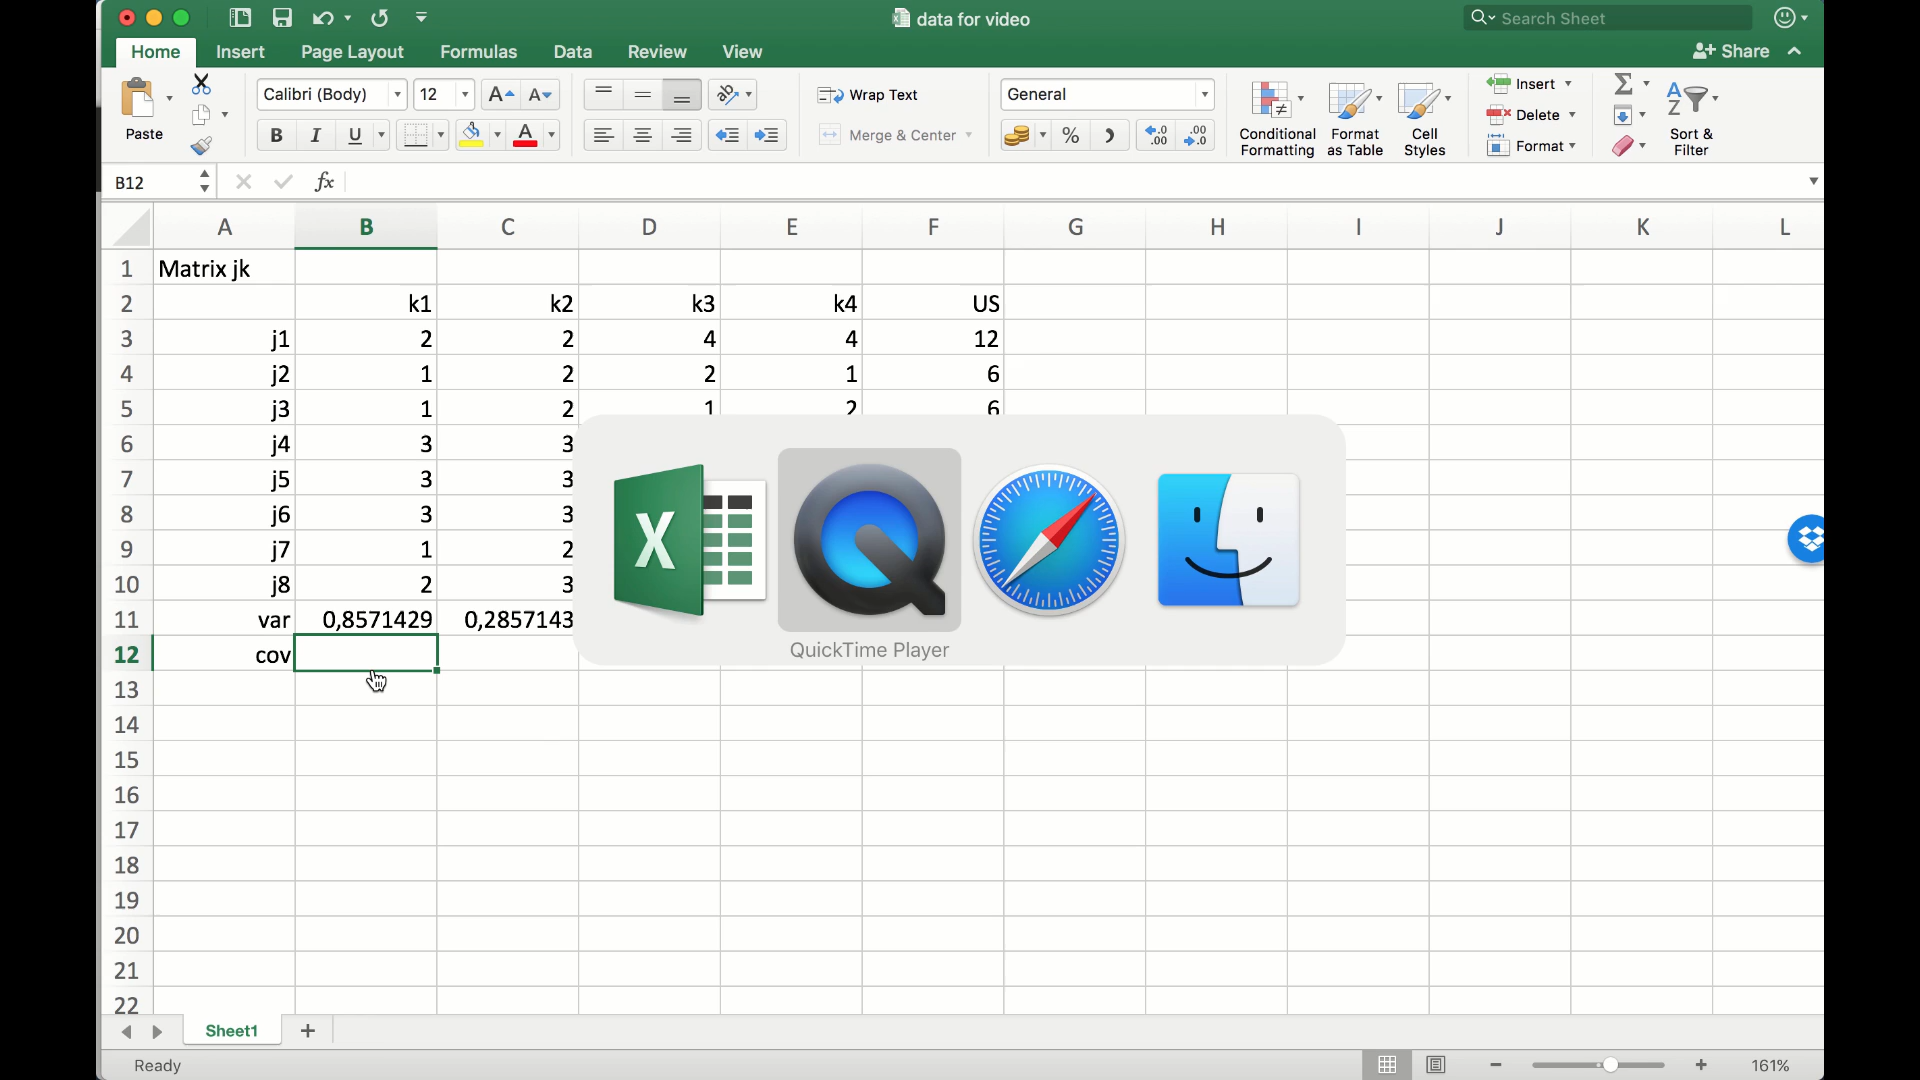 data for video
Search Sheet
Home Insert Page Layout Formulas Data Review View
Share
Paste
Calibri (Body) 12
Wrap Text
Merge & Center
General
Conditional Formatting
Format as Table
Cell Styles
Insert
Delete
Format
Sort & Filter
B12 fx
A B C D E F G H I J K L
1 Matrix jk
2 k1 k2 k3 k4 US
3 j1 2 2 4 4 12
4 j2 1 2 2 1 6
5 j3 1 2 1 2 6
6 j4 3 3
7 j5 3 3
8 j6 3 3
9 j7 1 2
10 j8 2 3
11 var 0,8571429 0,2857143
12 cov
QuickTime Player
13
14
15
16
17
18
19
20
21
22
Sheet1
Ready
161%